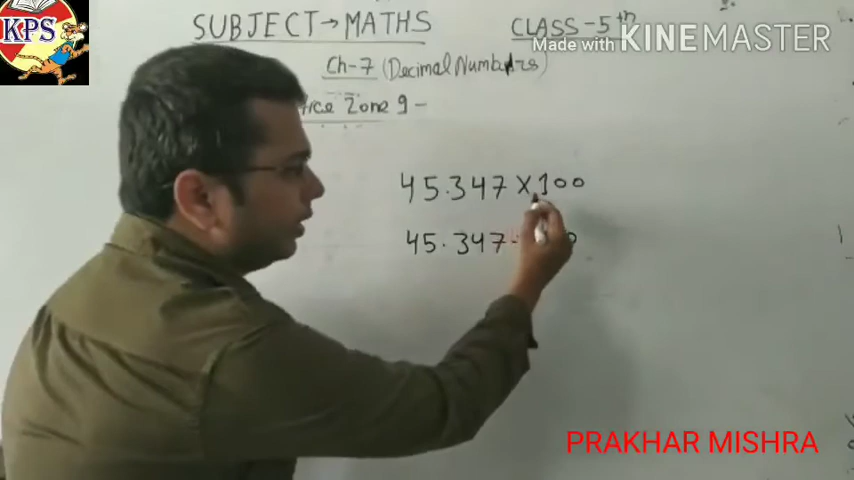 KPS
SUBJECT → MATHS
CLASS - 5th
Made with KINEMASTER
Ch-7 (Decimal Numbers)
Zone 9 -
45.347 X 100
45.347
PRAKHAR MISHRA